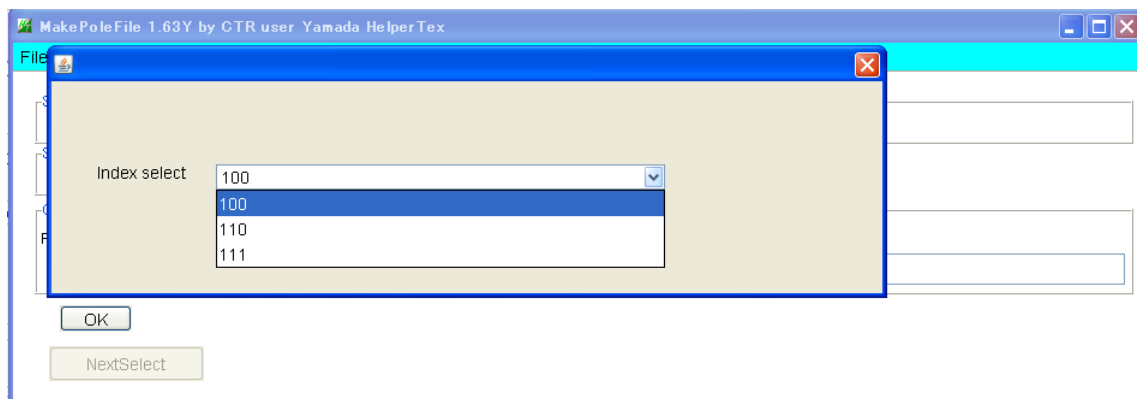 MakePoleFile 1.63Y by CTR user Yamada HelperTex
File
Index select
100
100
110
111
OK
NextSelect